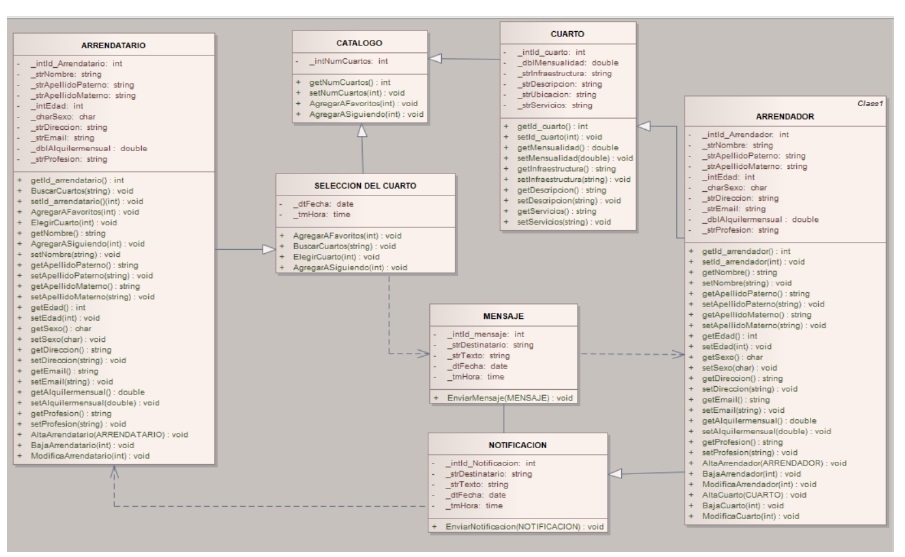 ARRENDATARIO
- _intId_Arrendatario: int
- _strNombre: string
- _strApellidoPaterno: string
- _strApellidoMaterno: string
- _intEdad: int
- _charSexo: char
- _strDireccion: string
- _strEmail: string
- _dblAlquilermensual : double
- _strProfesion: string
+ getId_arrendatario() : int
+ BuscarCuartos(string) : void
+ setId_arrendatario()(int) : void
+ AgregarAFavoritos(int) : void
+ ElegirCuarto(int) : void
+ getNombre() : string
+ AgregarASiguiendo(int) : void
+ setNombre(string) : void
+ getApellidoPaterno() : string
+ setApellidoPaterno(string) : void
+ getApellidoMaterno() : string
+ setApellidoMaterno(string) : void
+ getEdad() : int
+ setEdad(int) : void
+ getSexo() : char
+ setSexo(char) : void
+ getDireccion() : string
+ setDireccion(string) : void
+ getEmail() : string
+ setEmail(string) : void
+ getAlquilermensual() : double
+ setAlquilermensual(double) : void
+ getProfesion() : string
+ setProfesion(string) : void
+ AltaArrendatario(ARRENDATARIO) : void
+ BajaArrendatario(int) : void
+ ModificaArrendatario(int) : void
CATALOGO
- _intNumCuartos: int
+ getNumCuartos() : int
+ setNumCuartos(int) : void
+ AgregarAFavoritos(int) : void
+ AgregarASiguiendo(int) : void
SELECCION DEL CUARTO
- _dtFecha: date
- _tmHora: time
+ AgregarAFavoritos(int) : void
+ BuscarCuartos(string) : void
+ ElegirCuarto(int) : void
+ AgregarASiguiendo(int) : void
CUARTO
- _intId_cuarto: int
- _dblMensualidad: double
- _strInfraestructura: string
- _strDescripcion: string
- _strUbicacion: string
- _strServicios: string
+ getId_cuarto() : int
+ setId_cuarto(int) : void
+ getMensualidad() : double
+ setMensualidad(double) : void
+ getInfraestructura() : string
+ setInfraestructura(string) : void
+ getDescripcion() : string
+ setDescripcion(string) : void
+ getServicios() : string
+ setServicios(string) : void
MENSAJE
- _intId_mensaje: int
- _strDestinatario: string
- _strTexto: string
- _dtFecha: date
- _tmHora: time
+ EnviarMensaje(MENSAJE) : void
NOTIFICACION
- _intId_Notificacion: int
- _strDestinatario: string
- _strTexto: string
- _dtFecha: date
- _tmHora: time
+ EnviarNotificacion(NOTIFICACION) : void
Class1
ARRENDADOR
- _intId_Arrendador: int
- _strNombre: string
- _strApellidoPaterno: string
- _strApellidoMaterno: string
- _intEdad: int
- _charSexo: char
- _strDireccion: string
- _strEmail: string
- _dblAlquilermensual : double
- _strProfesion: string
+ getId_arrendador() : int
+ setId_arrendador(int) : void
+ getNombre() : string
+ setNombre(string) : void
+ getApellidoPaterno() : string
+ setApellidoPaterno(string) : void
+ getApellidoMaterno() : string
+ setApellidoMaterno(string) : void
+ getEdad() : int
+ setEdad(int) : void
+ getSexo() : char
+ setSexo(char) : void
+ getDireccion() : string
+ setDireccion(string) : void
+ getEmail() : string
+ setEmail(string) : void
+ getAlquilermensual() : double
+ setAlquilermensual(double) : void
+ getProfesion() : string
+ setProfesion(string) : void
+ AltaArrendador(ARRENDADOR) : void
+ BajaArrendador(int) : void
+ ModificaArrendador(int) : void
+ AltaCuarto(CUARTO) : void
+ BajaCuarto(int) : void
+ ModificaCuarto(int) : void